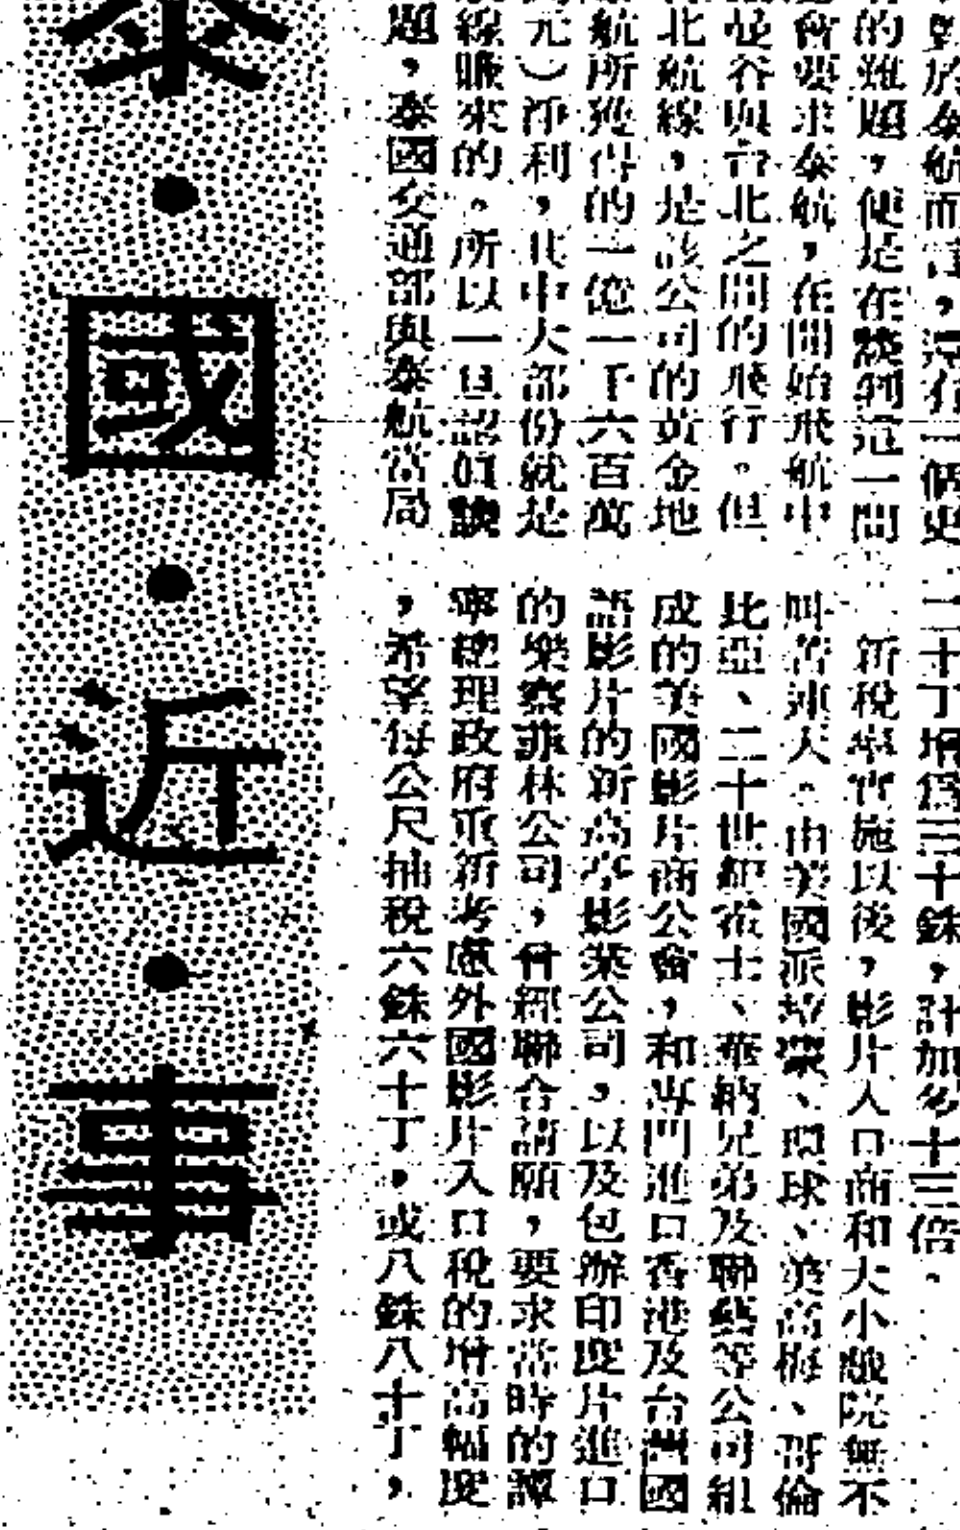 於泰航而言，還有一個更
的難題，便是在談判這一問
會要求泰航，在開始飛航中
谷與台北之間的飛行。但
北航線，是該公司的黃金地
航所獲得的一億一千六百萬
元）淨利，其中大部份就是
線賺來的。所以一旦認真談
題，泰國交通部與泰航當局
二十丁增為三十銖，計加多十三倍。
新稅率實施以後，影片入口商和大小戲院無不
叫苦連天。由美國派拉蒙、環球、美高梅、哥倫
比亞、二十世紀霍士、華納兄弟及聯藝等公司組
成的美國影片商公會，和專門進口香港及台灣國
語影片的新高亭影業公司，以及包辦印度片進口
的樂察菲林公司，曾經聯合請願，要求當時的譚
寧總理政府重新考慮外國影片入口稅的增高幅度
，希望每公尺抽稅六銖六十丁，或八銖八十丁，
泰・國・近・事